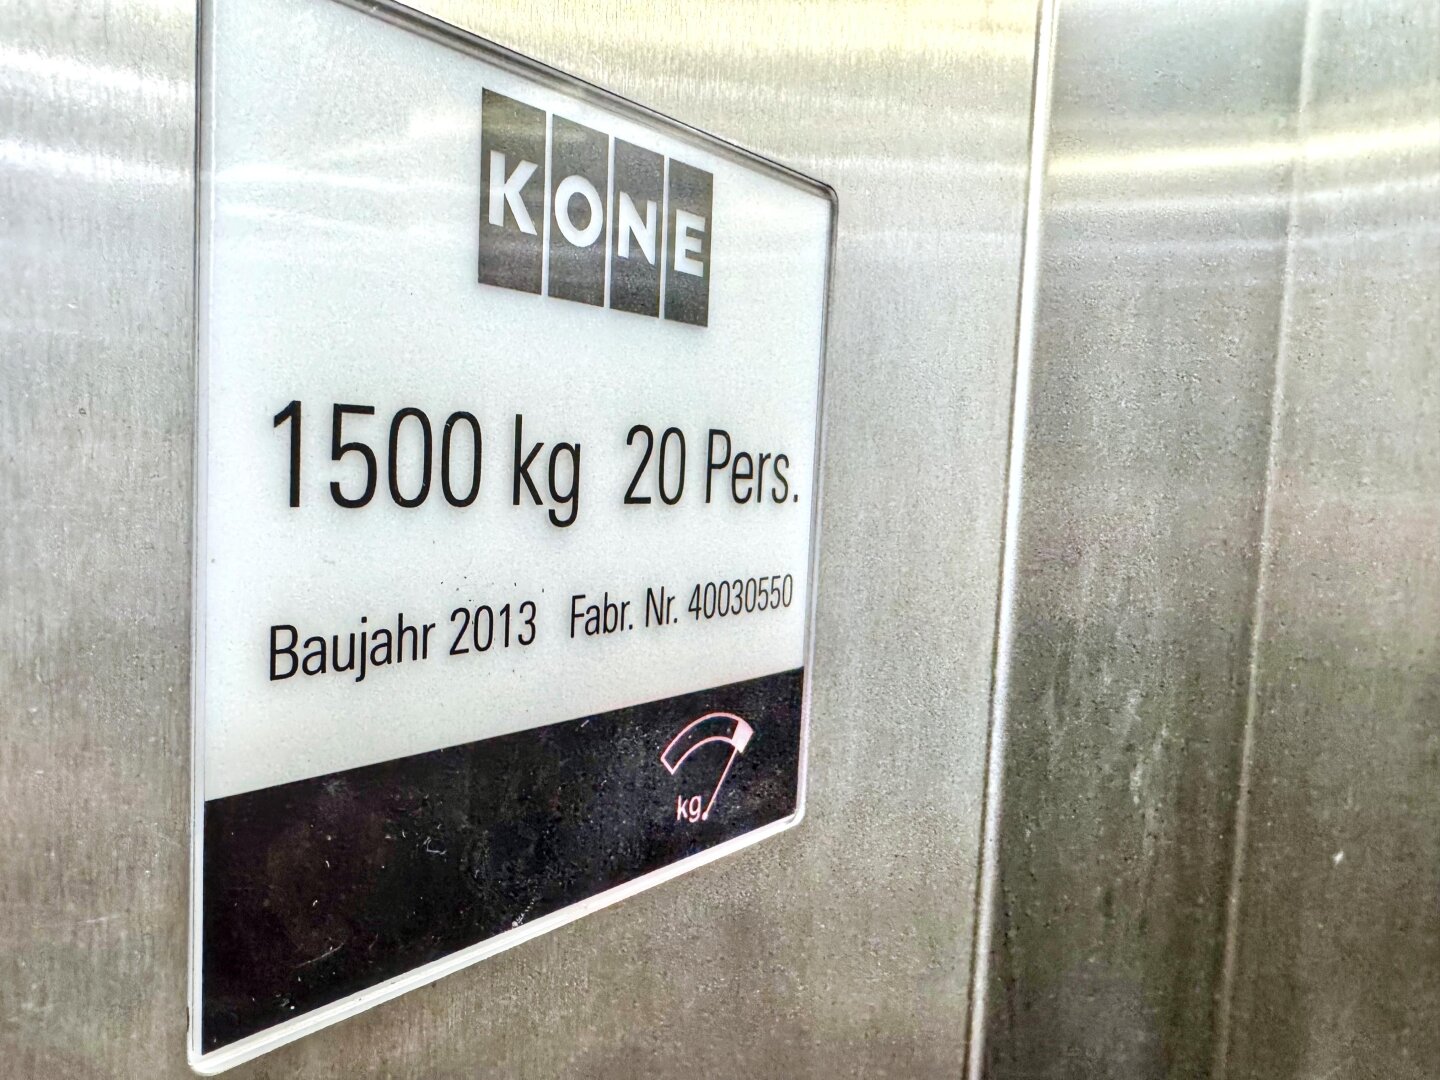 KONE
1500 kg 20 Pers.
Baujahr 2013 Fabr. Nr. 40030550
kg